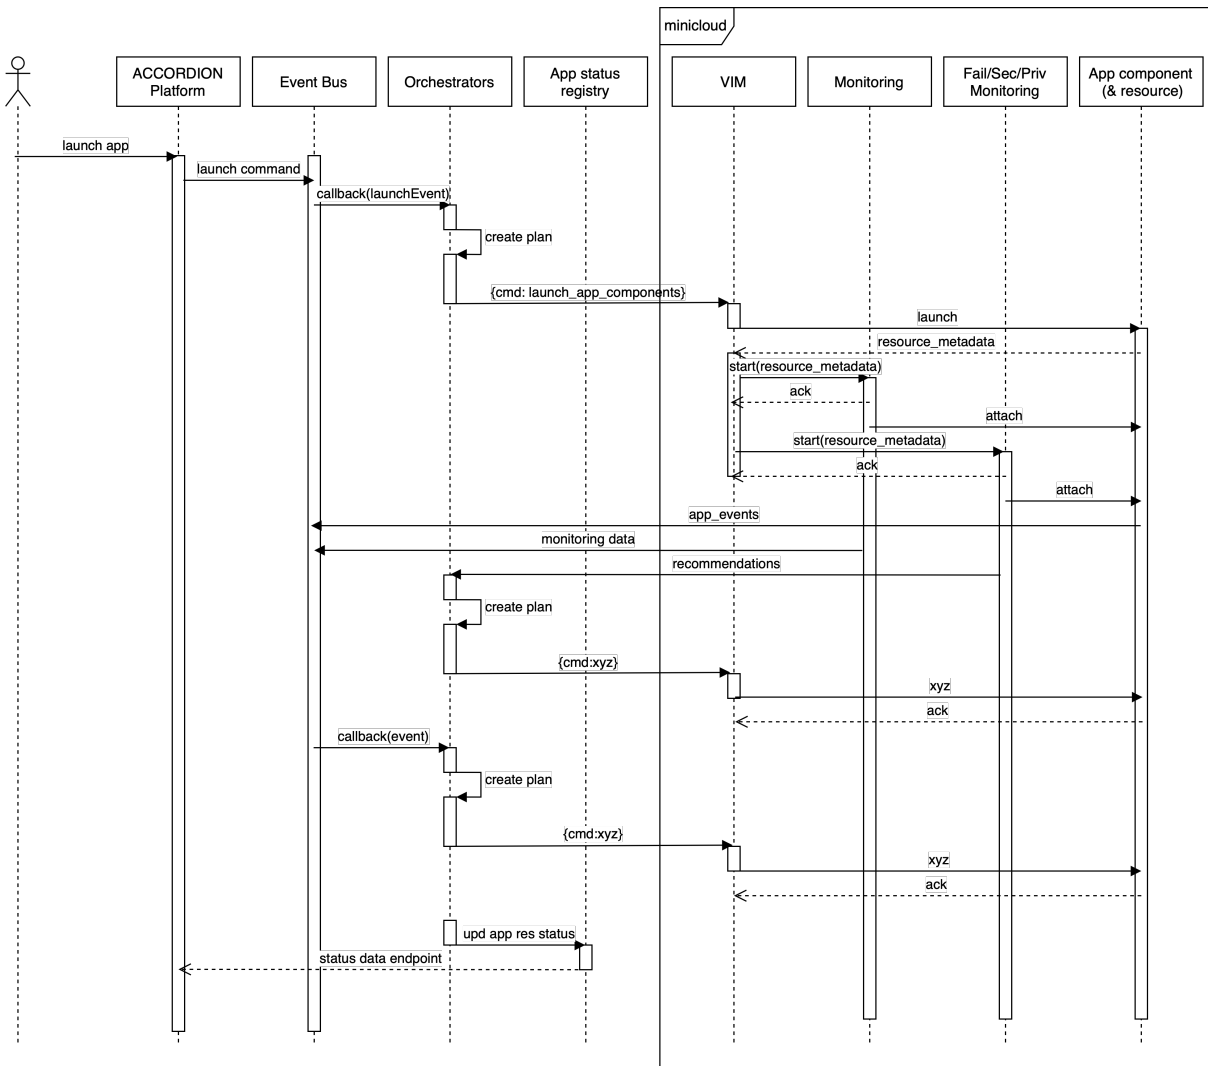 minicloud
ACCORDION
Platform
Event Bus
Orchestrators
App status
registry
VIM
Monitoring
Fail/Sec/Priv
Monitoring
App component
(& resource)
launch app
launch command
callback(launchEvent)
create plan
{cmd: launch_app_components}
launch
resource_metadata
start(resource_metadata)
ack
attach
start(resource_metadata)
ack
attach
app_events
monitoring data
recommendations
create plan
{cmd:xyz}
xyz
ack
callback(event)
create plan
{cmd:xyz}
xyz
ack
upd app res status
status data endpoint